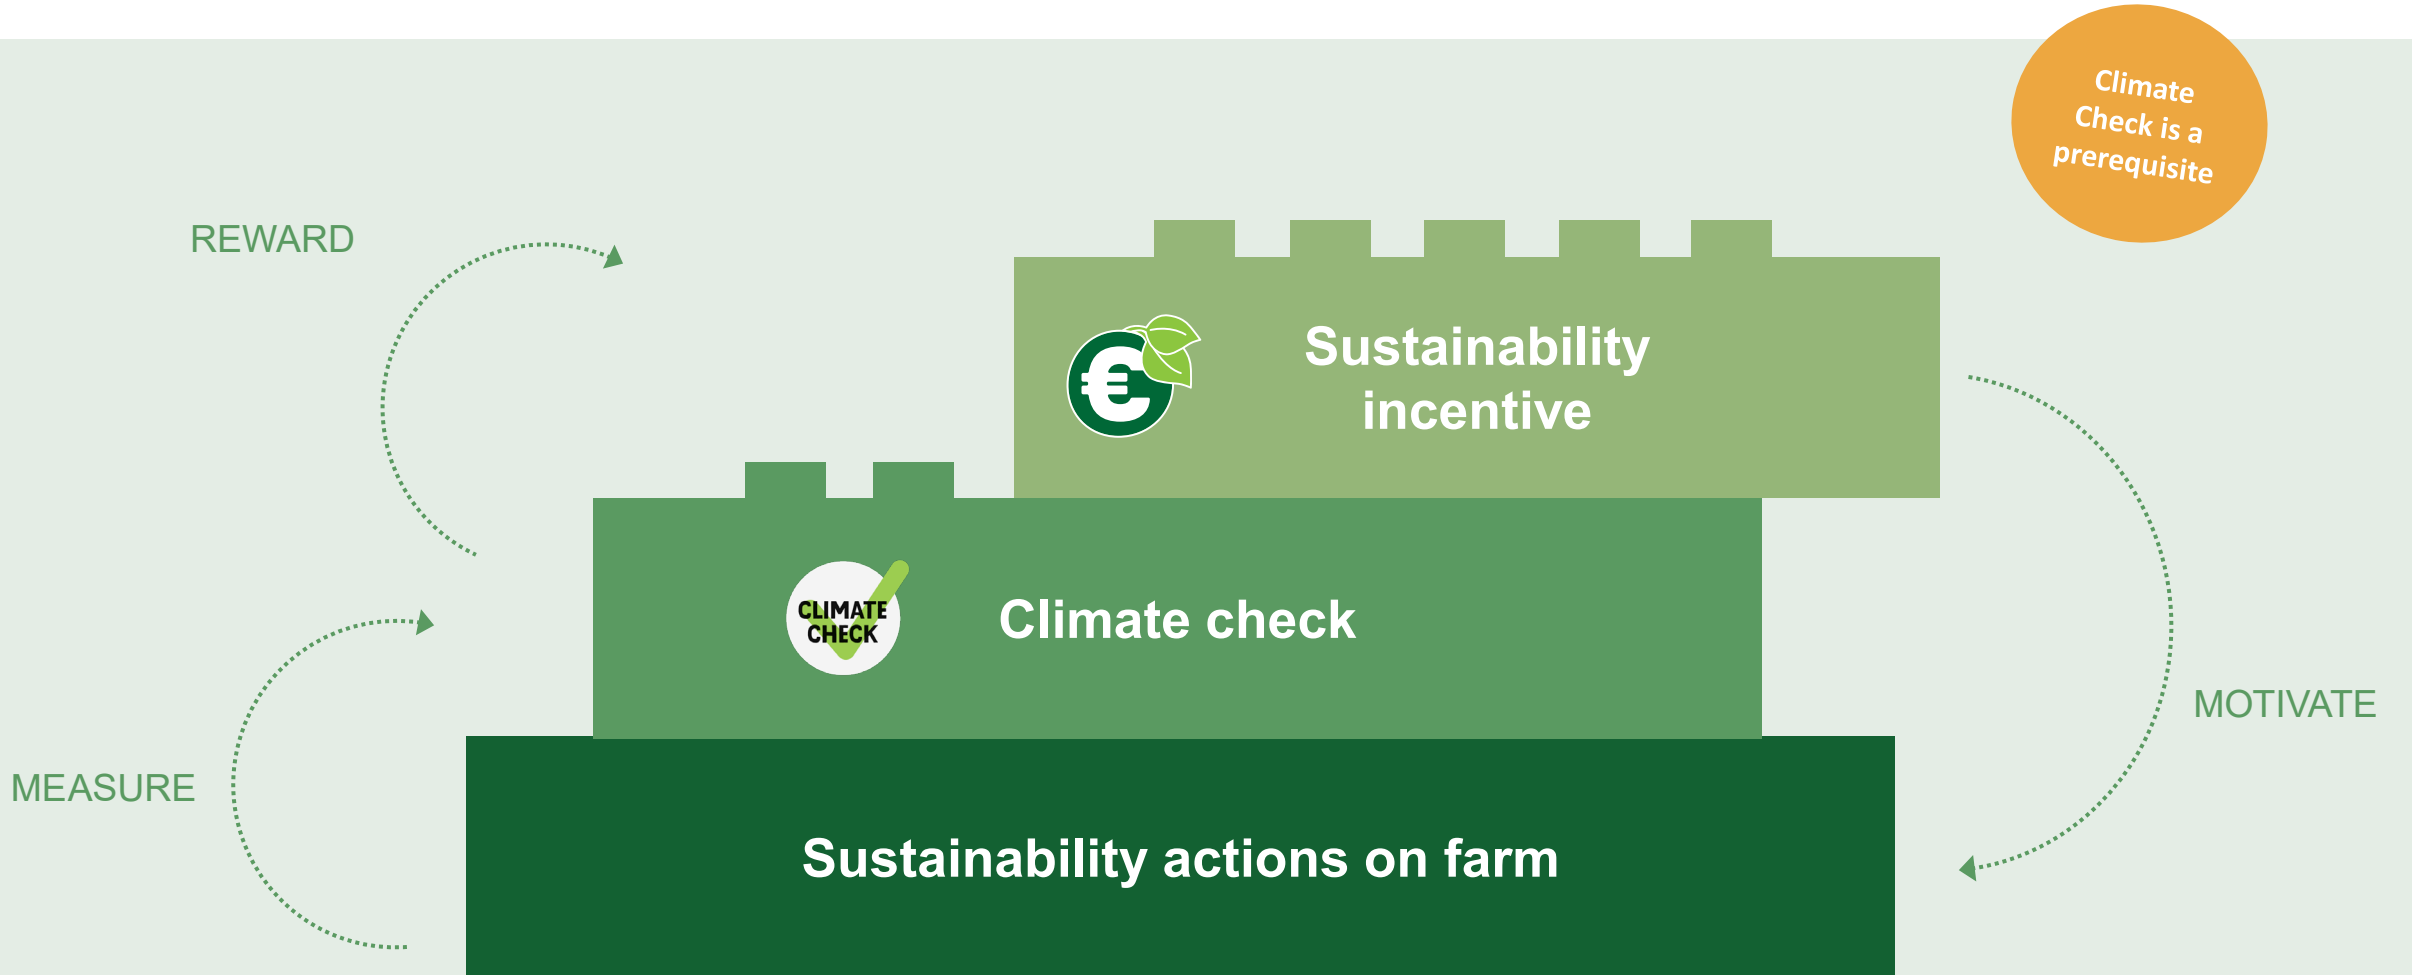 Climate
Check is a
prerequisite
REWARD
Sustainability
incentive
€
CLIMATE
CHECK
Climate check
MOTIVATE
MEASURE
Sustainability actions on farm